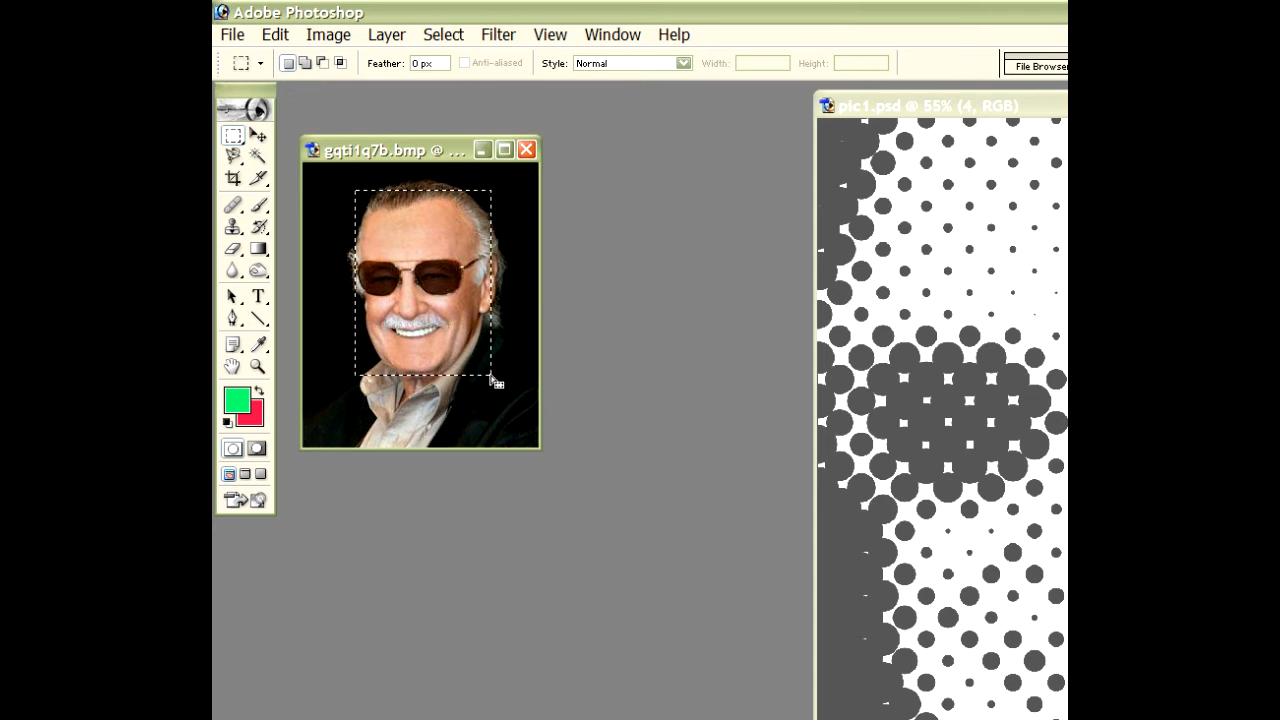 Adobe Photoshop
File Edit Image Layer Select Filter View Window Help
Feather: 0 px Anti-aliased Style: Normal Width: Height: File Browser
pic1.psd @ 55% (4, RGB)
gqti1q7b.bmp @ ...
T